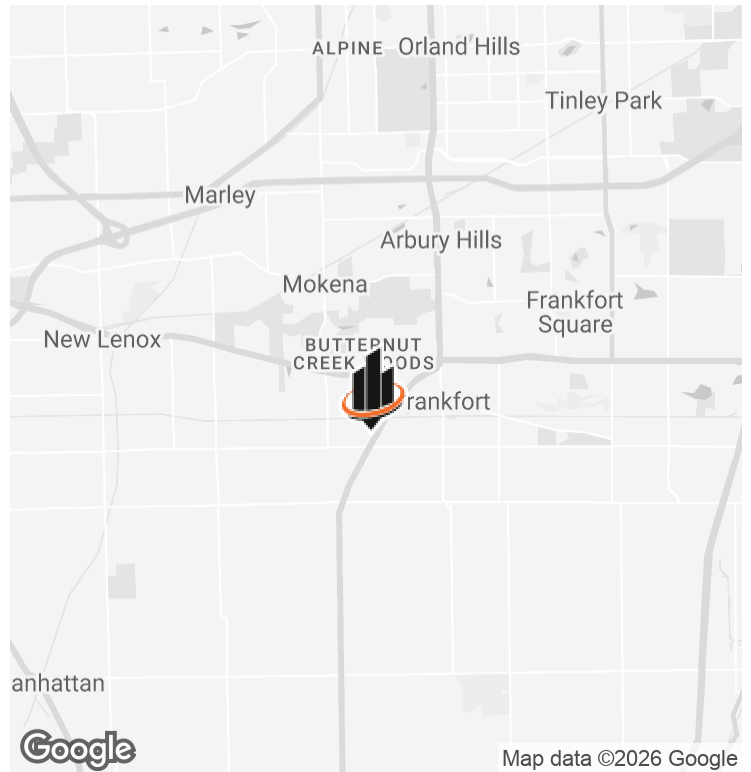 ALPINE
Orland Hills
Tinley Park
Marley
Arbury Hills
Mokena
Frankfort
Square
New Lenox
BUTTERNUT
CREEK WOODS
rankfort
anhattan
Google
Map data ©2026 Google